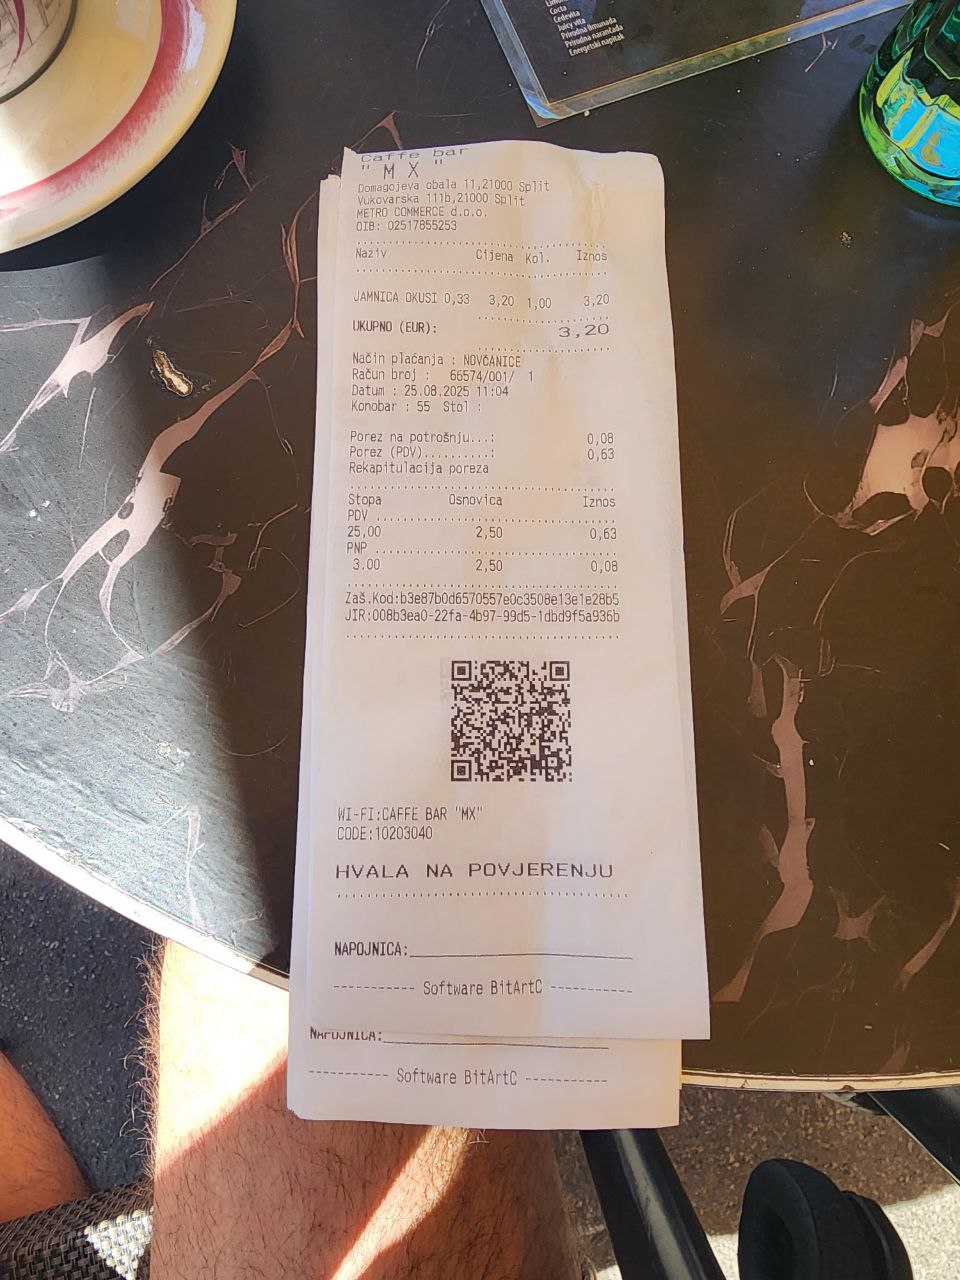 Cocta
Cedevita
Juicy vita
Prirodna limunada
Prirodna narančada
Energetski napitak
Caffe bar
" M X "
Domagojeva obala 11,21000 Split
Vukovarska 111b,21000 Split
METRO COMMERCE d.o.o.
OIB: 02517855253
Naziv Cijena Kol. Iznos
JAMNICA OKUSI 0,33 3,20 1,00 3,20
UKUPNO (EUR): 3,20
Način plaćanja : NOVČANICE
Račun broj : 66574/001/ 1
Datum : 25.08.2025 11:04
Konobar : 55 Stol :
Porez na potrošnju...: 0,08
Porez (PDV).........: 0,63
Rekapitulacija poreza
Stopa Osnovica Iznos
PDV
25,00 2,50 0,63
PNP
3.00 2,50 0,08
Zaš.Kod:b3e87b0d6570557e0c3508e13e1e28b5
JIR:008b3ea0-22fa-4b97-99d5-1dbd9f5a936b
WI-FI:CAFFE BAR "MX"
CODE:10203040
HVALA NA POVJERENJU
NAPOJNICA:
---------- Software BitArtC ----------
NAPOJNICA:
---------- Software BitArtC ----------